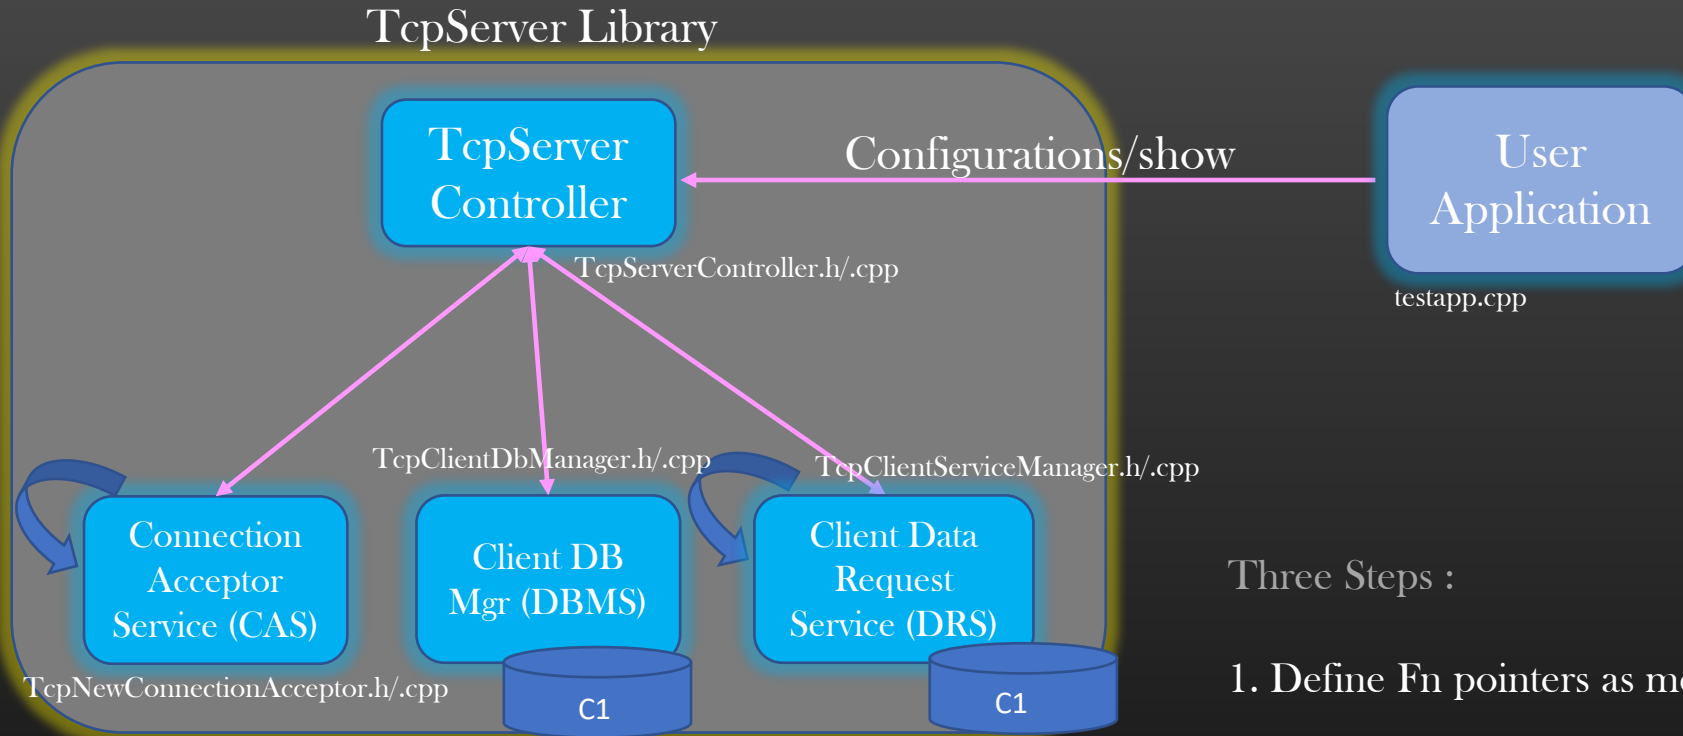 TcpServer Library
TcpServer
Controller
Configurations/show
User
Application
TcpServerController.h/.cpp
testapp.cpp
TcpClientDbManager.h/.cpp
TcpClientServiceManager.h/.cpp
Connection
Acceptor
Service (CAS)
Client DB
Mgr (DBMS)
Client Data
Request
Service (DRS)
TcpNewConnectionAcceptor.h/.cpp
C1
C1
Three Steps :
1. Define Fn pointers as